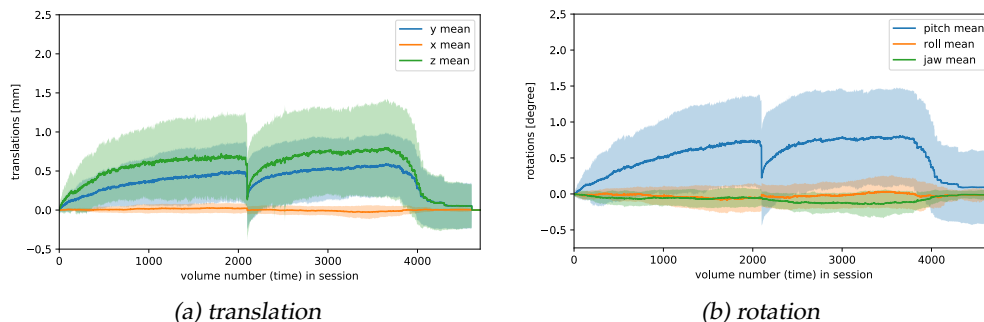 2.5
2.0
1.5
1.0
0.5
0.0
−0.5
translations [mm]
y mean
x mean
z mean
0 1000 2000 3000 4000
volume number (time) in session
(a) translation
2.5
2.0
1.5
1.0
0.5
0.0
−0.5
rotations [degree]
pitch mean
roll mean
jaw mean
0 1000 2000 3000 4000
volume number (time) in session
(b) rotation